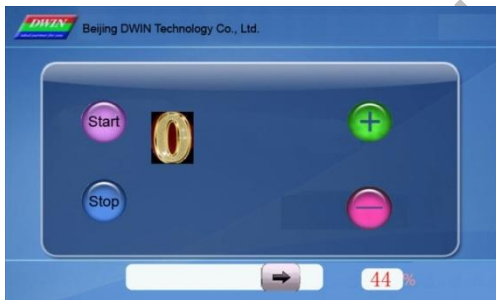 DWIN
Beijing DWIN Technology Co., Ltd.
Start
0
+
Stop
—
44 %